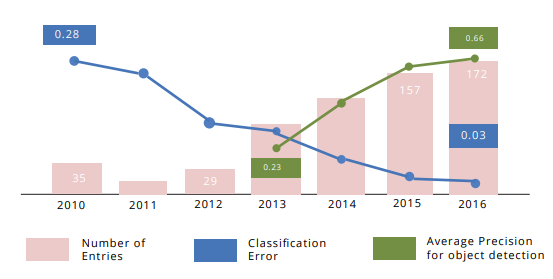 0.28
0.66
172
157
0.03
0.23
35
29
2010 2011 2012 2013 2014 2015 2016
Number of
Entries
Classification
Error
Average Precision
for object detection